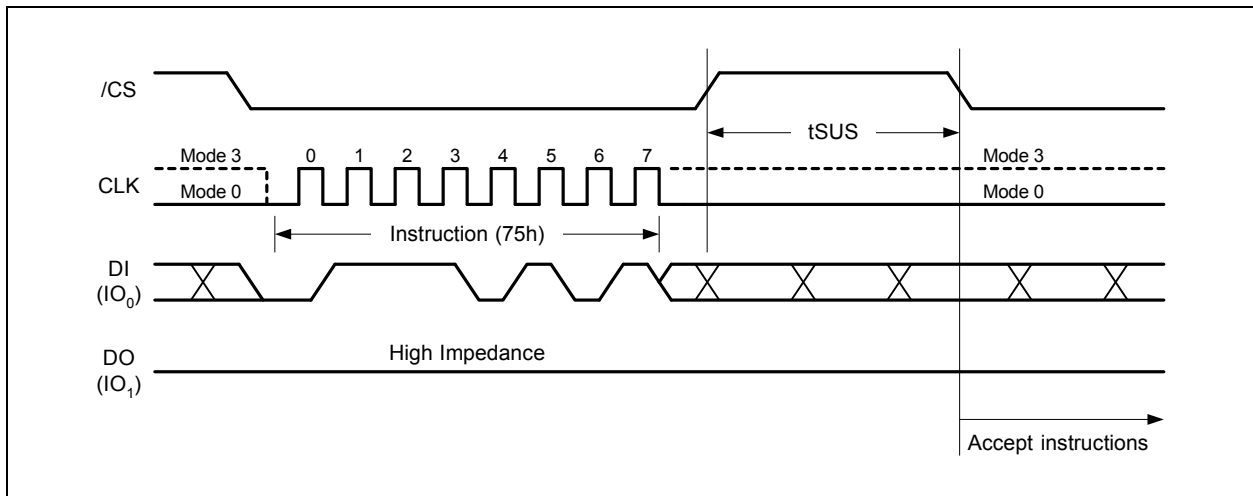 /CS
tSUS
Mode 3
0 1 2 3 4 5 6 7
Mode 3
CLK
Mode 0
Mode 0
Instruction (75h)
DI
(IO₀)
High Impedance
DO
(IO₁)
Accept instructions